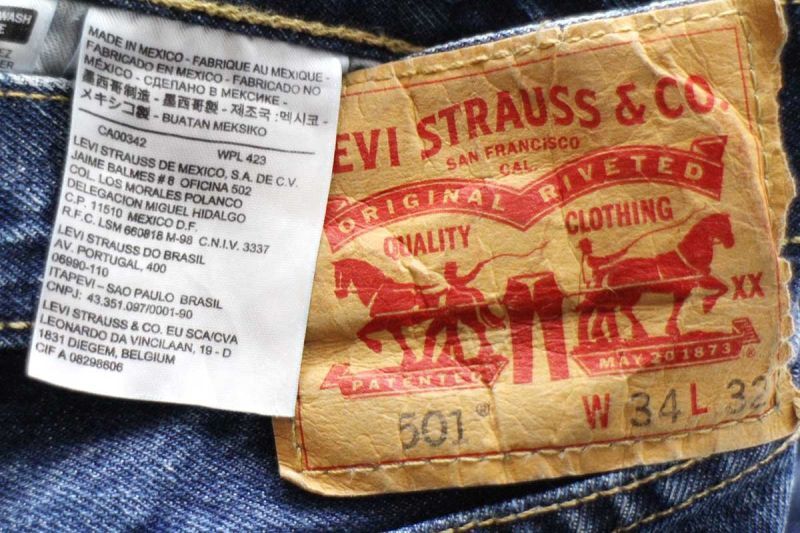 WASH
MADE IN MEXICO - FABRIQUE AU MEXIQUE -
FABRICADO EN MEXICO - FABRICADO NO
MÉXICO - СДЕЛАНО В МЕКСИКЕ -
墨西哥制造 - 墨西哥製 - 제조국 :멕시코 -
メキシコ製 - BUATAN MEKSIKO
CA00342 WPL 423
LEVI STRAUSS DE MEXICO, S.A. DE C.V.
JAIME BALMES # 8 OFICINA 502
COL. LOS MORALES POLANCO
DELEGACION MIGUEL HIDALGO
C.P. 11510 MEXICO D.F.
R.F.C. LSM 660818 M-98 C.N.I.V. 3337
LEVI STRAUSS DO BRASIL
AV. PORTUGAL, 400
06690-110
ITAPEVI – SAO PAULO BRASIL
CNPJ: 43.351.097/0001-90
LEVI STRAUSS & CO. EU SCA/CVA
LEONARDO DA VINCILAAN, 19 - D
1831 DIEGEM, BELGIUM
CIF A 08298606
LEVI STRAUSS & CO.
SAN FRANCISCO
CAL.
ORIGINAL RIVETED
QUALITY CLOTHING
XX
PATENTED MAY 20 1873 ®
501® W 34 L 32